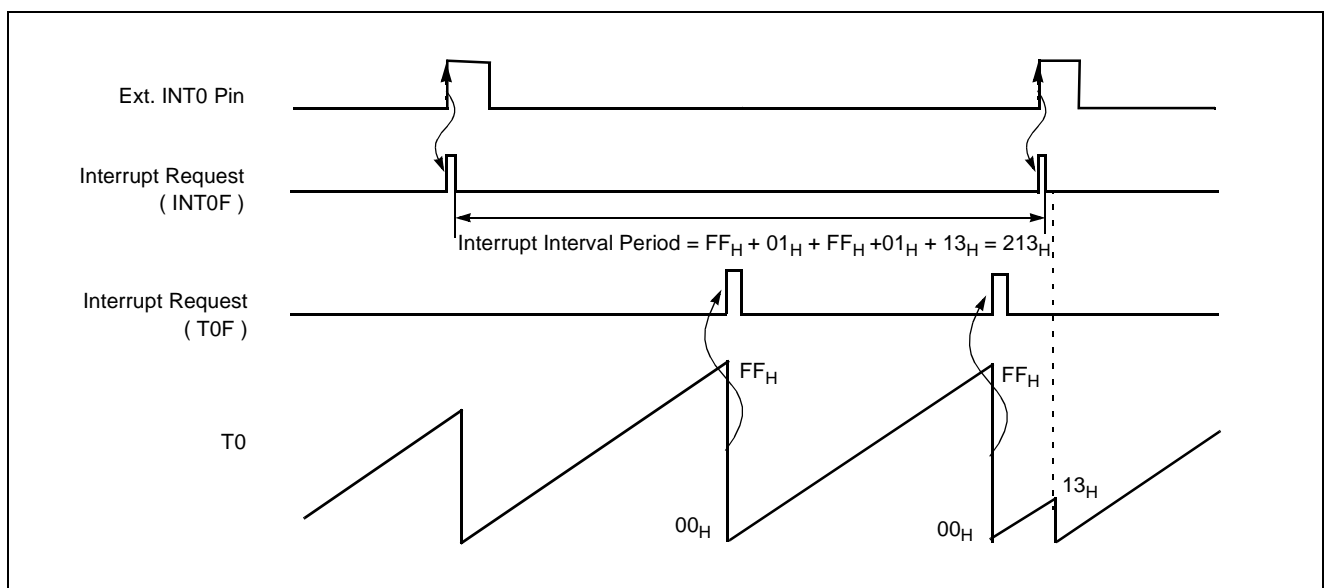 Ext. INT0 Pin
Interrupt Request
( INT0F )
Interrupt Interval Period = FFH + 01H + FFH +01H + 13H = 213H
Interrupt Request
( T0F )
FFH
FFH
T0
13H
00H
00H